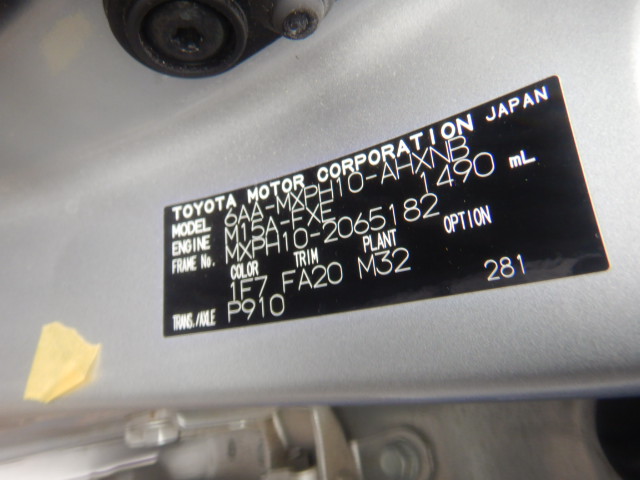 TOYOTA MOTOR CORPORATION JAPAN
MODEL 6AA-MXPH10-AHXNB
ENGINE M15A-FXE 1490 mL
FRAME No. MXPH10-2065182
COLOR TRIM PLANT OPTION
1F7 FA20 M32 281
TRANS./AXLE P910